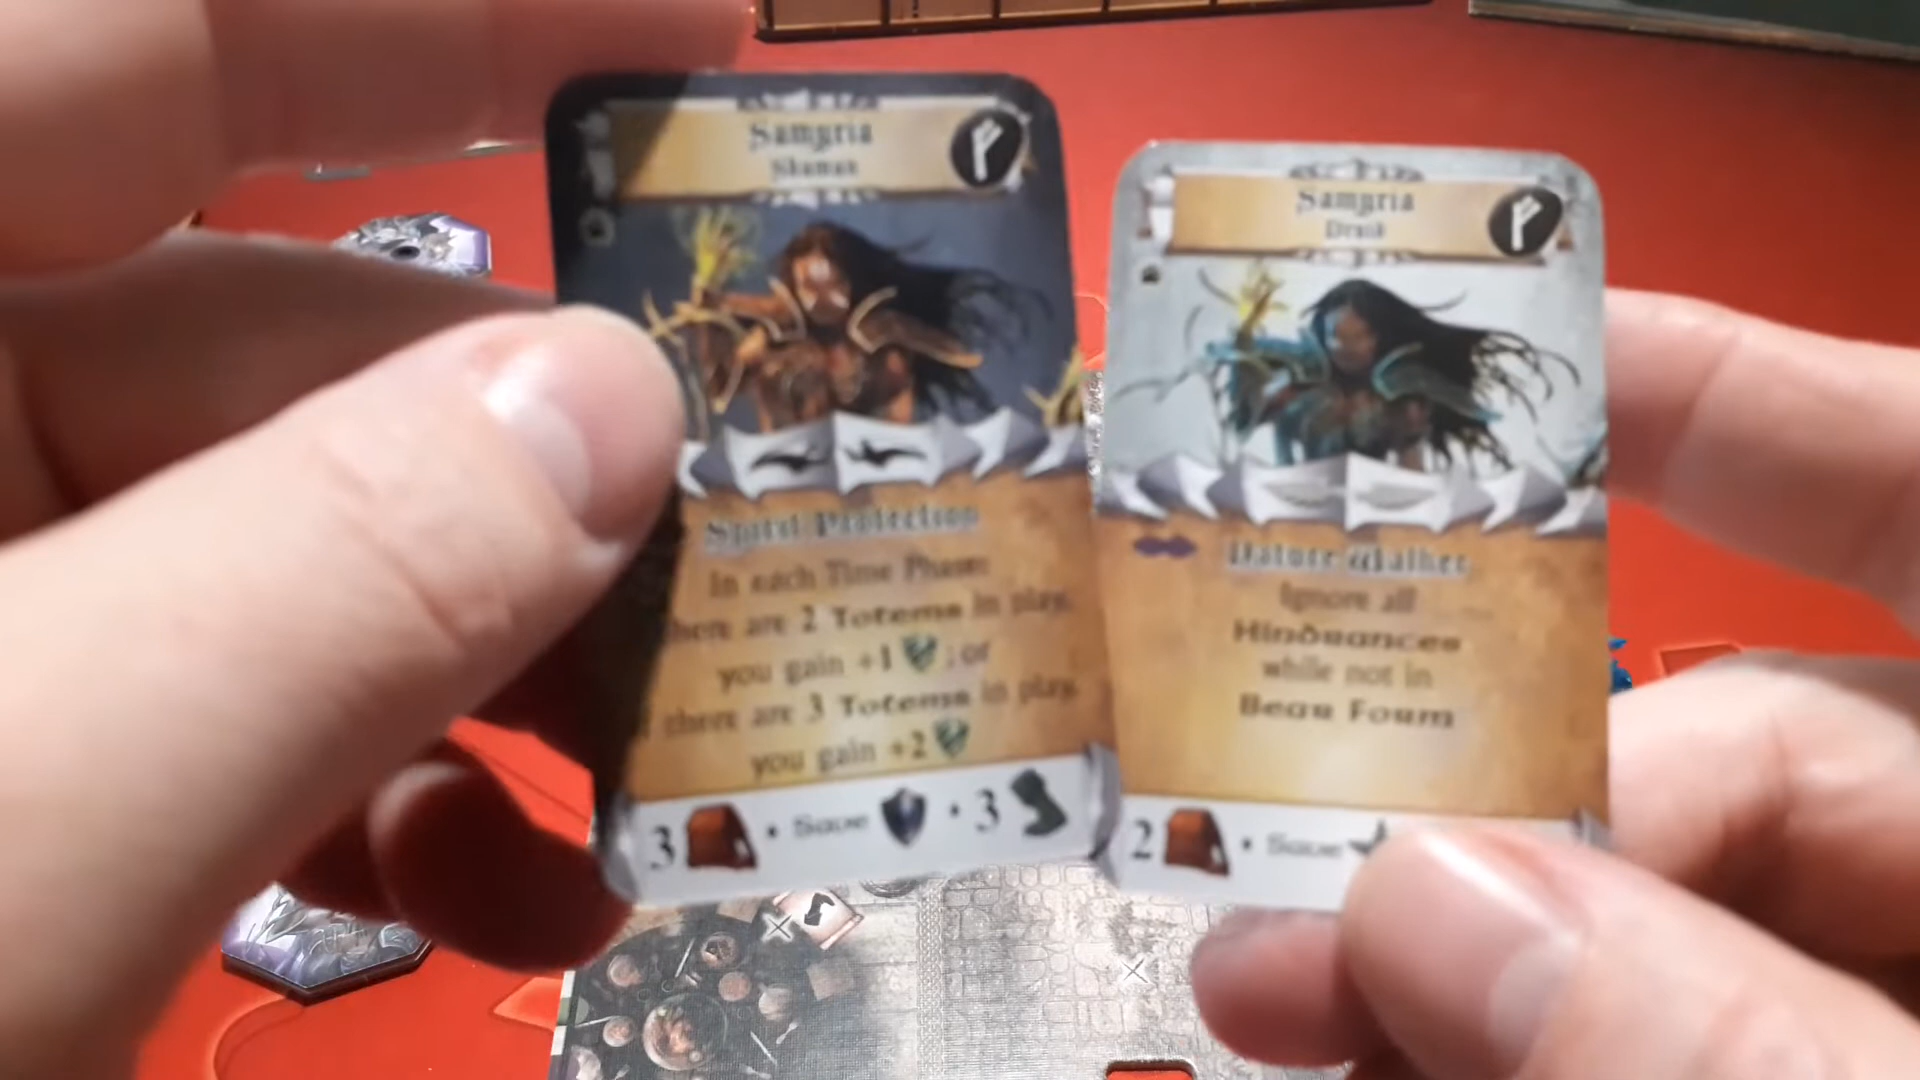 Samyria
Shaman
Spirit Protection
In each Time Phase:
there are 2 Totems in play,
you gain +1 ; or
there are 3 Totems in play,
you gain +2
3 • Save • 3
Samyria
Druid
Nature Walker
Ignore all
Hindrances
while not in
Bear Form
2 • Save